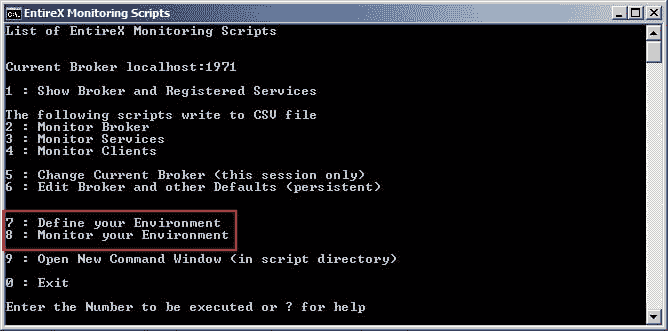 EntireX Monitoring Scripts
List of EntireX Monitoring Scripts
Current Broker localhost:1971
1 : Show Broker and Registered Services
The following scripts write to CSV file
2 : Monitor Broker
3 : Monitor Services
4 : Monitor Clients
5 : Change Current Broker (this session only)
6 : Edit Broker and other Defaults (persistent)
7 : Define your Environment
8 : Monitor your Environment
9 : Open New Command Window (in script directory)
0 : Exit
Enter the Number to be executed or ? for help